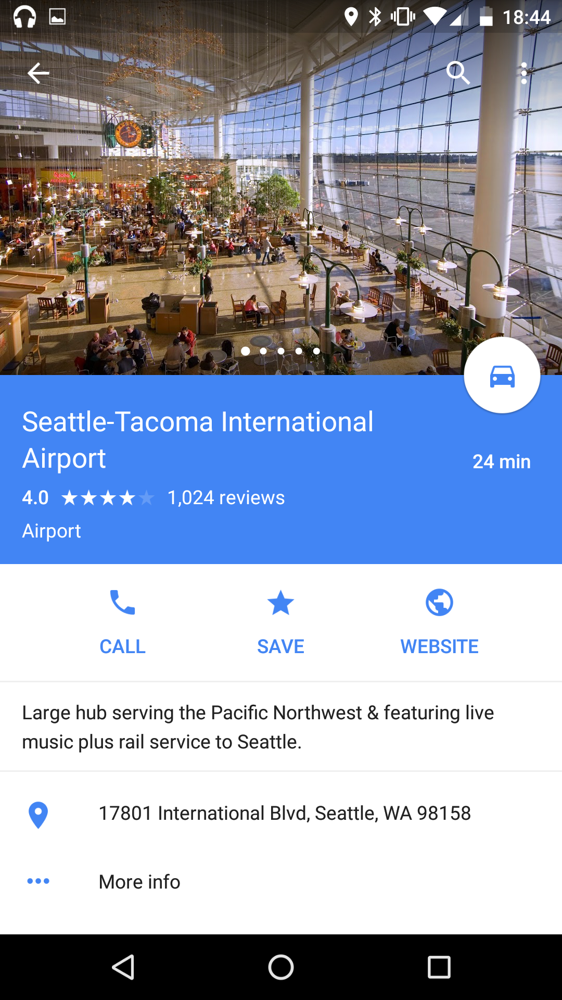 18:44
PACIFIC
Seattle-Tacoma International
Airport
24 min
4.0 1,024 reviews
Airport
CALL SAVE WEBSITE
Large hub serving the Pacific Northwest & featuring live
music plus rail service to Seattle.
17801 International Blvd, Seattle, WA 98158
More info